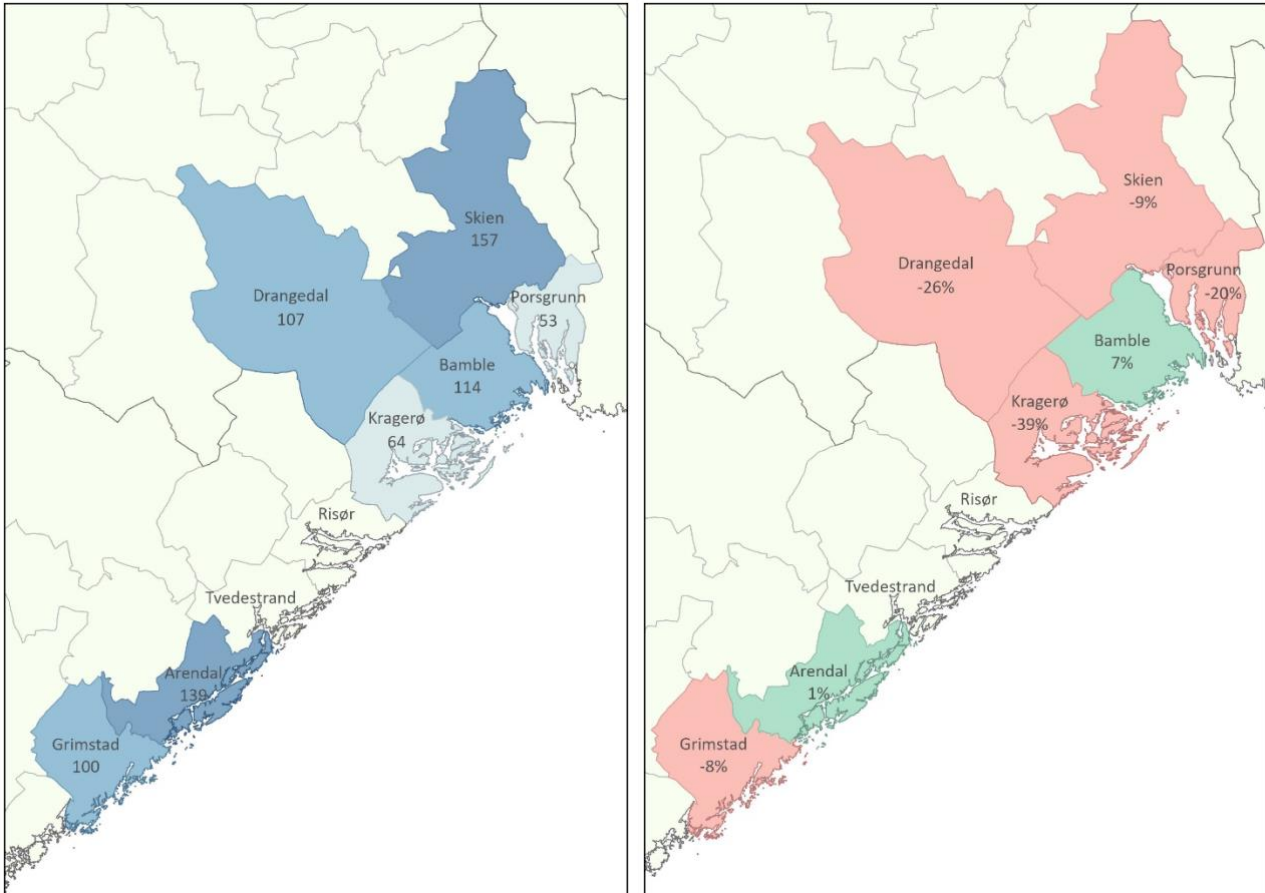 Skien
157
Drangedal
107
Porsgrunn
53
Bamble
114
Kragerø
64
Risør
Tvedestrand
Arendal
139
Grimstad
100
Skien
-9%
Drangedal
-26%
Porsgrunn
-20%
Bamble
7%
Kragerø
-39%
Risør
Tvedestrand
Arendal
1%
Grimstad
-8%